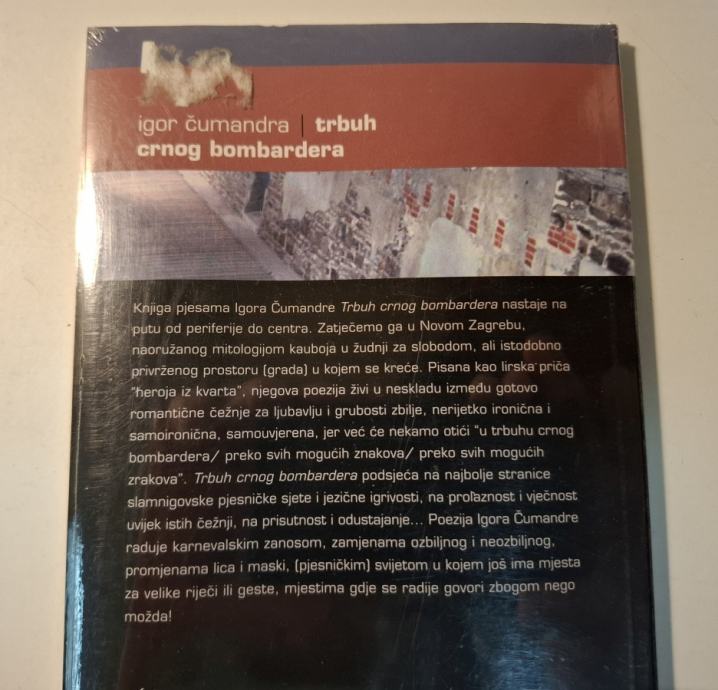 igor čumandra | trbuh
crnog bombardera
Knjiga pjesama Igora Čumandre Trbuh crnog bombardera nastaje na
putu od periferije do centra. Zatječemo ga u Novom Zagrebu,
naoružanog mitologijom kauboja u žudnji za slobodom, ali istodobno
privrženog prostoru (grada) u kojem se kreće. Pisana kao lirska priča
"heroja iz kvarta", njegova poezija živi u neskladu između gotovo
romantične čežnje za ljubavlju i grubosti zbilje, nerijetko ironična i
samoironična, samouvjerena, jer već će nekamo otići "u trbuhu crnog
bombardera/ preko svih mogućih znakova/ preko svih mogućih
zrakova". Trbuh crnog bombardera podsjeća na najbolje stranice
slamnigovske pjesničke sjete i jezične igrivosti, na prolaznost i vječnost
uvijek istih čežnji, na prisutnost i odustajanje... Poezija Igora Čumandre
raduje karnevalskim zanosom, zamjenama ozbiljnog i neozbiljnog,
promjenama lica i maski, (pjesničkim) svijetom u kojem još ima mjesta
za velike riječi ili geste, mjestima gdje se radije govori zbogom nego
možda!